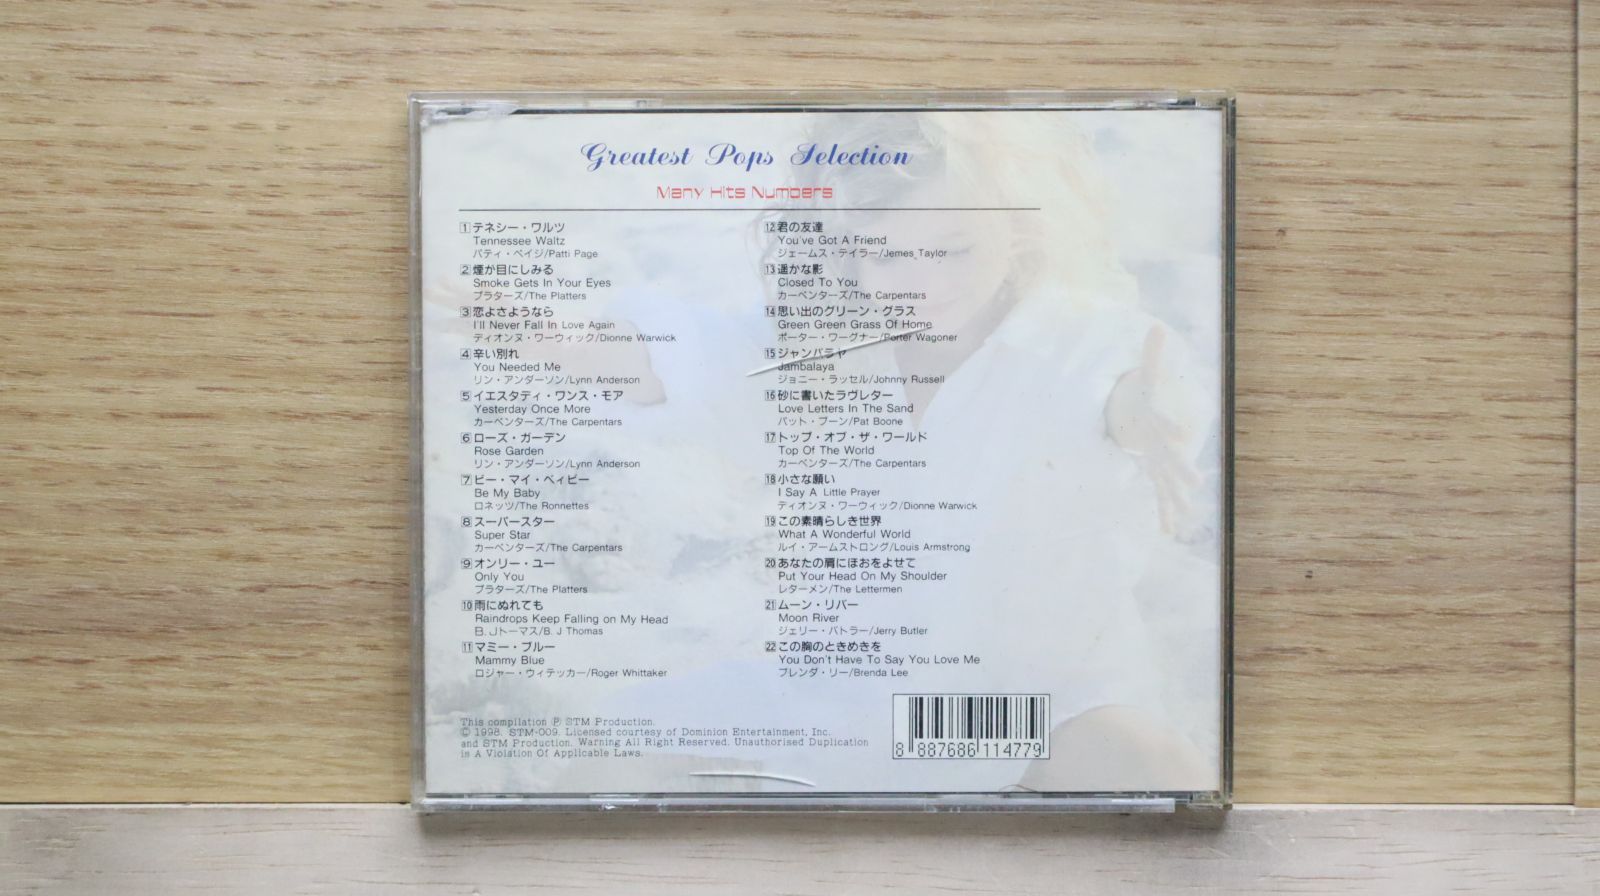 Greatest Pops Selection
Many Hits Numbers
1 テネシー・ワルツ
Tennessee Waltz
パティ・ペイジ/Patti Page
2 煙が目にしみる
Smoke Gets In Your Eyes
プラターズ/The Platters
3 恋よさようなら
I'll Never Fall In Love Again
ディオンヌ・ワーウィック/Dionne Warwick
4 辛い別れ
You Needed Me
リン・アンダーソン/Lynn Anderson
5 イエスタディ・ワンス・モア
Yesterday Once More
カーペンターズ/The Carpentars
6 ローズ・ガーデン
Rose Garden
リン・アンダーソン/Lynn Anderson
7 ビー・マイ・ベィビー
Be My Baby
ロネッツ/The Ronnettes
8 スーパースター
Super Star
カーペンターズ/The Carpentars
9 オンリー・ユー
Only You
プラターズ/The Platters
10 雨にぬれても
Raindrops Keep Falling on My Head
B. Jトーマス/B. J Thomas
11 マミー・ブルー
Mammy Blue
ロジャー・ウィテッカー/Roger Whittaker
12 君の友達
You've Got A Friend
ジェームス・テイラー/Jemes Taylor
13 遥かな影
Closed To You
カーペンターズ/The Carpentars
14 思い出のグリーン・グラス
Green Green Grass Of Home
ポーター・ワーグナー/Porter Wagoner
15 ジャンバラヤ
Jambalaya
ジョニー・ラッセル/Johnny Russell
16 砂に書いたラヴレター
Love Letters In The Sand
パット・ブーン/Pat Boone
17 トップ・オブ・ザ・ワールド
Top Of The World
カーペンターズ/The Carpentars
18 小さな願い
I Say A Little Prayer
ディオンヌ・ワーウィック/Dionne Warwick
19 この素晴らしき世界
What A Wonderful World
ルイ・アームストロング/Louis Armstrong
20 あなたの肩にほおをよせて
Put Your Head On My Shoulder
レターメン/The Lettermen
21 ムーン・リバー
Moon River
ジェリー・バトラー/Jerry Butler
22 この胸のときめきを
You Don't Have To Say You Love Me
ブレンダ・リー/Brenda Lee
This compilation Ⓟ STM Production.
© 1998. STM-009. Licensed courtesy of Dominion Entertainment, Inc.
and STM Production. Warning All Right Reserved. Unauthorised Duplication
is A Violation Of Applicable Laws.
8 887686 114779